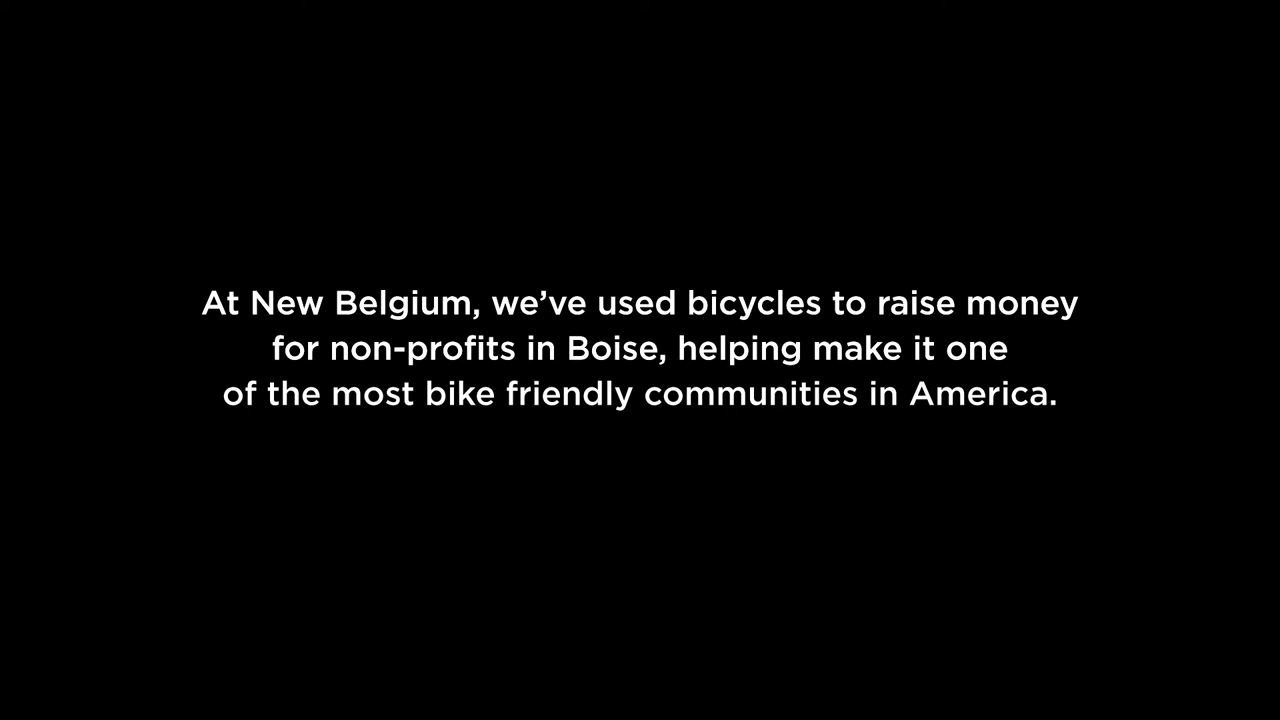 At New Belgium, we’ve used bicycles to raise money
for non-profits in Boise, helping make it one
of the most bike friendly communities in America.